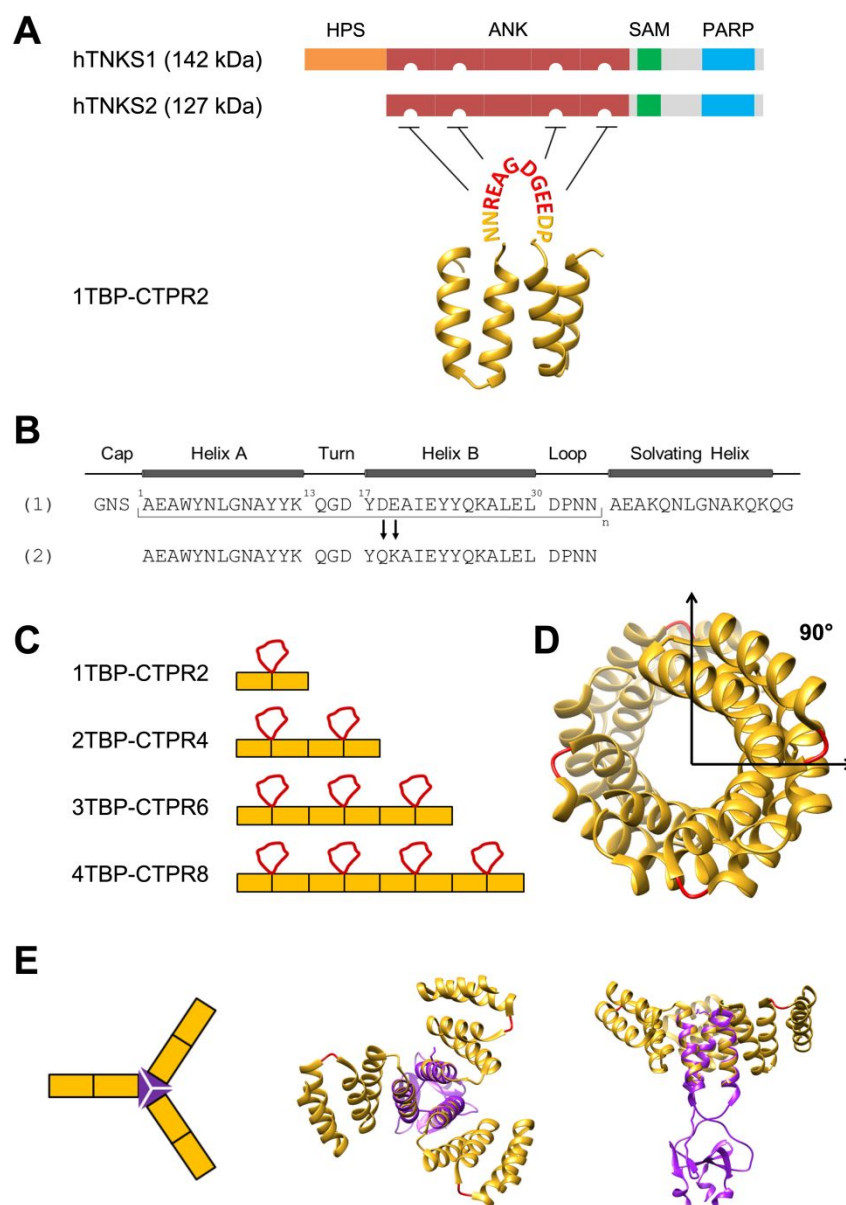 A
HPS ANK SAM PARP
hTNKS1 (142 kDa)
hTNKS2 (127 kDa)
NNREAGDGEEDP
1TBP-CTPR2
B
Cap Helix A Turn Helix B Loop Solvating Helix
1 13 17 30
(1) GNS AEAWYNLGNAYYK QGD YDEAIEYYQKALEL DPNN AEAKQNLGNAKQKQG
n
(2) AEAWYNLGNAYYK QGD YQKAIEYYQKALEL DPNN
C
1TBP-CTPR2
2TBP-CTPR4
3TBP-CTPR6
4TBP-CTPR8
D
90°
E